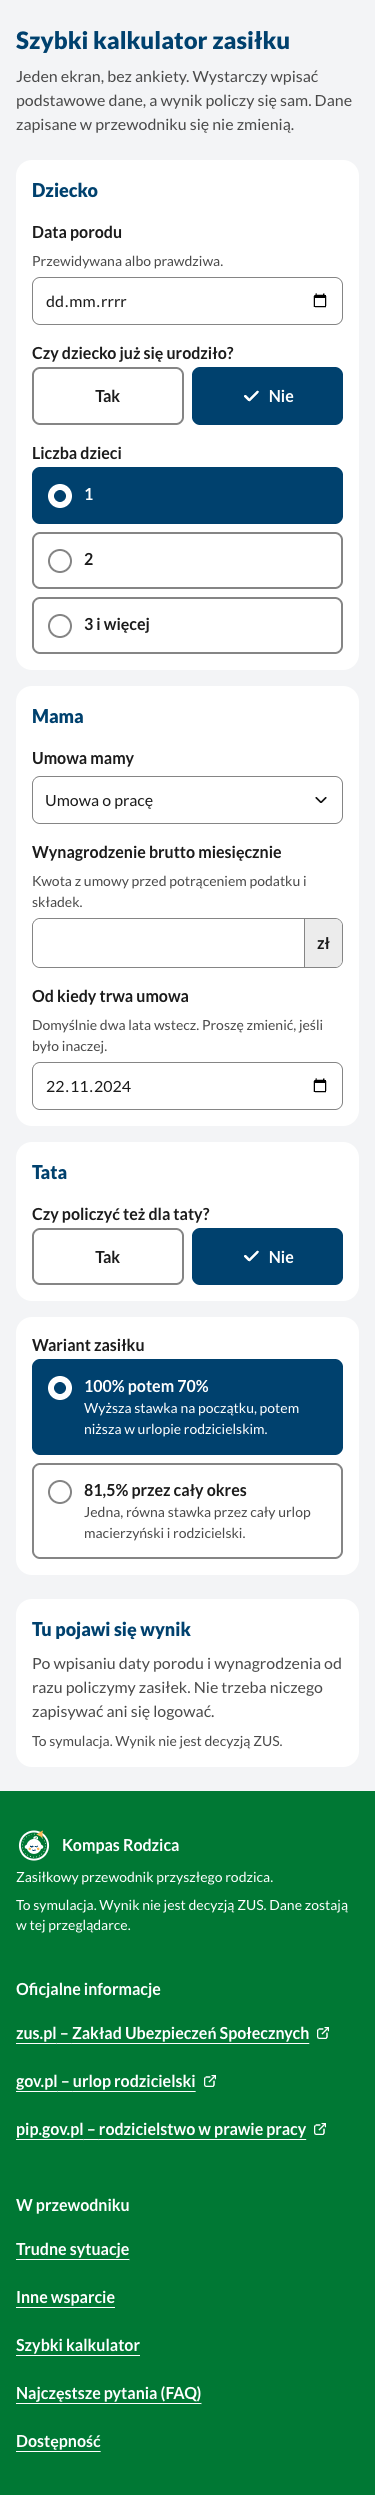 Szybki kalkulator zasiłku
Jeden ekran, bez ankiety. Wystarczy wpisać
podstawowe dane, a wynik policzy się sam. Dane
zapisane w przewodniku się nie zmienią.
Dziecko
Data porodu
Przewidywana albo prawdziwa.
dd.mm.rrrr
Czy dziecko już się urodziło?
Tak
Nie
Liczba dzieci
1
2
3 i więcej
Mama
Umowa mamy
Umowa o pracę
Wynagrodzenie brutto miesięcznie
Kwota z umowy przed potrąceniem podatku i
składek.
zł
Od kiedy trwa umowa
Domyślnie dwa lata wstecz. Proszę zmienić, jeśli
było inaczej.
22.11.2024
Tata
Czy policzyć też dla taty?
Tak
Nie
Wariant zasiłku
100% potem 70%
Wyższa stawka na początku, potem
niższa w urlopie rodzicielskim.
81,5% przez cały okres
Jedna, równa stawka przez cały urlop
macierzyński i rodzicielski.
Tu pojawi się wynik
Po wpisaniu daty porodu i wynagrodzenia od
razu policzymy zasiłek. Nie trzeba niczego
zapisywać ani się logować.
To symulacja. Wynik nie jest decyzją ZUS.
Kompas Rodzica
Zasiłkowy przewodnik przyszłego rodzica.
To symulacja. Wynik nie jest decyzją ZUS. Dane zostają
w tej przeglądarce.
Oficjalne informacje
zus.pl – Zakład Ubezpieczeń Społecznych
gov.pl – urlop rodzicielski
pip.gov.pl – rodzicielstwo w prawie pracy
W przewodniku
Trudne sytuacje
Inne wsparcie
Szybki kalkulator
Najczęstsze pytania (FAQ)
Dostępność